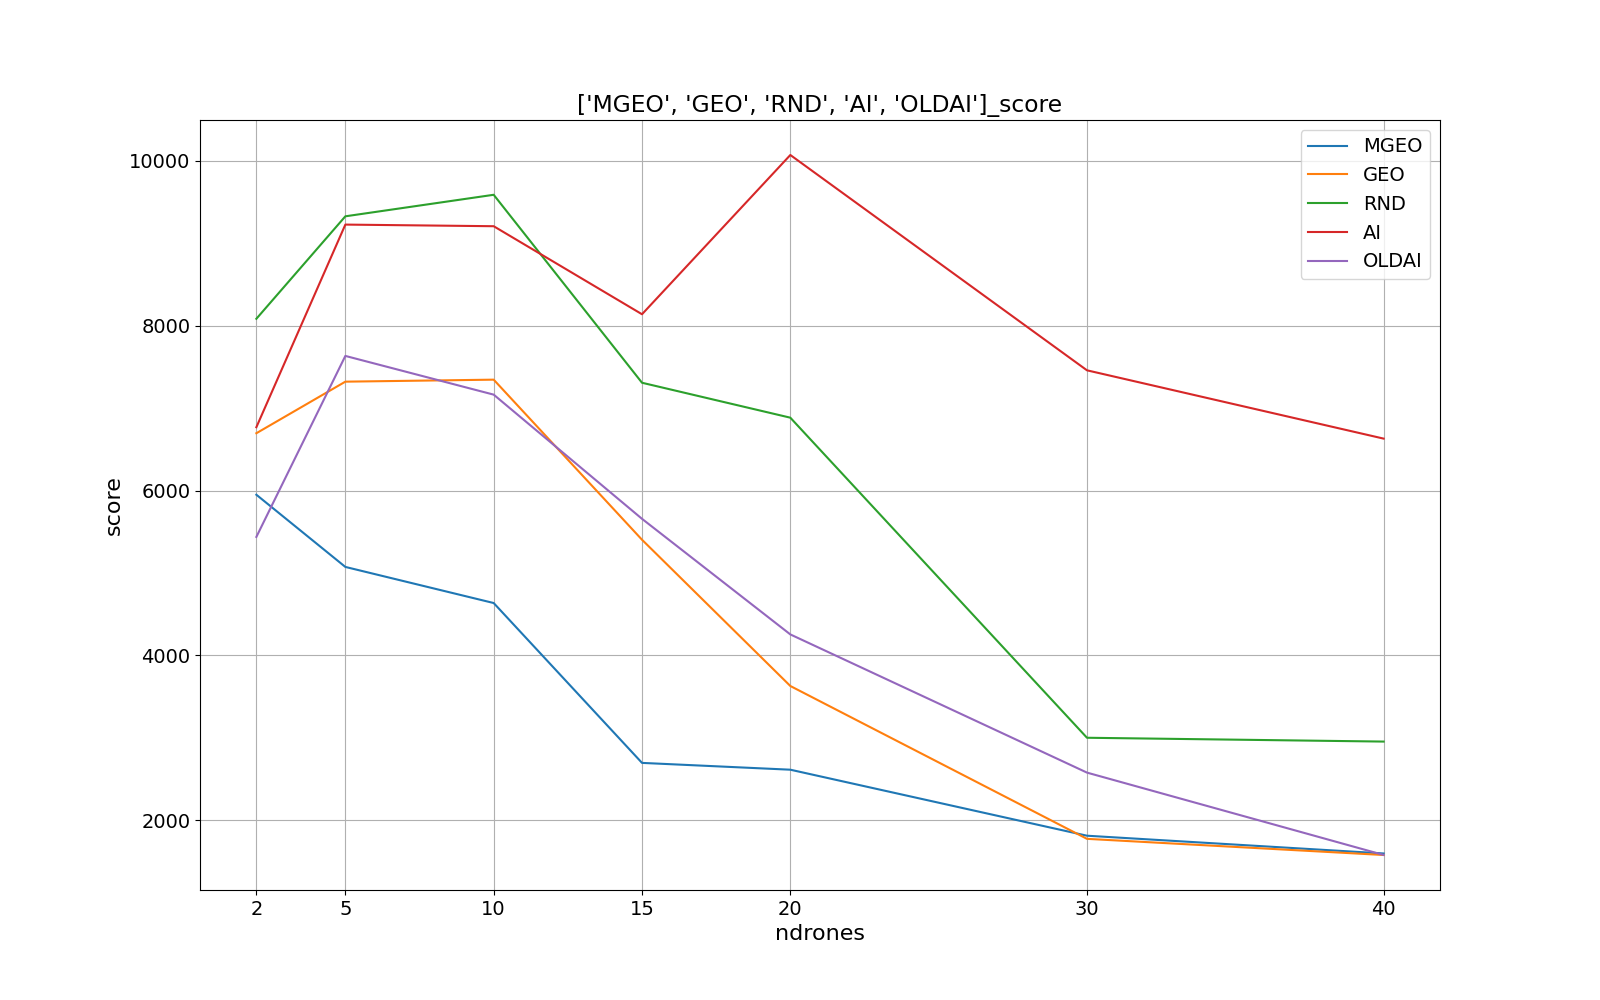 ['MGEO', 'GEO', 'RND', 'AI', 'OLDAI']_score
MGEO
GEO
RND
AI
OLDAI
10000
8000
6000
4000
2000
score
2 5 10 15 20 30 40
ndrones